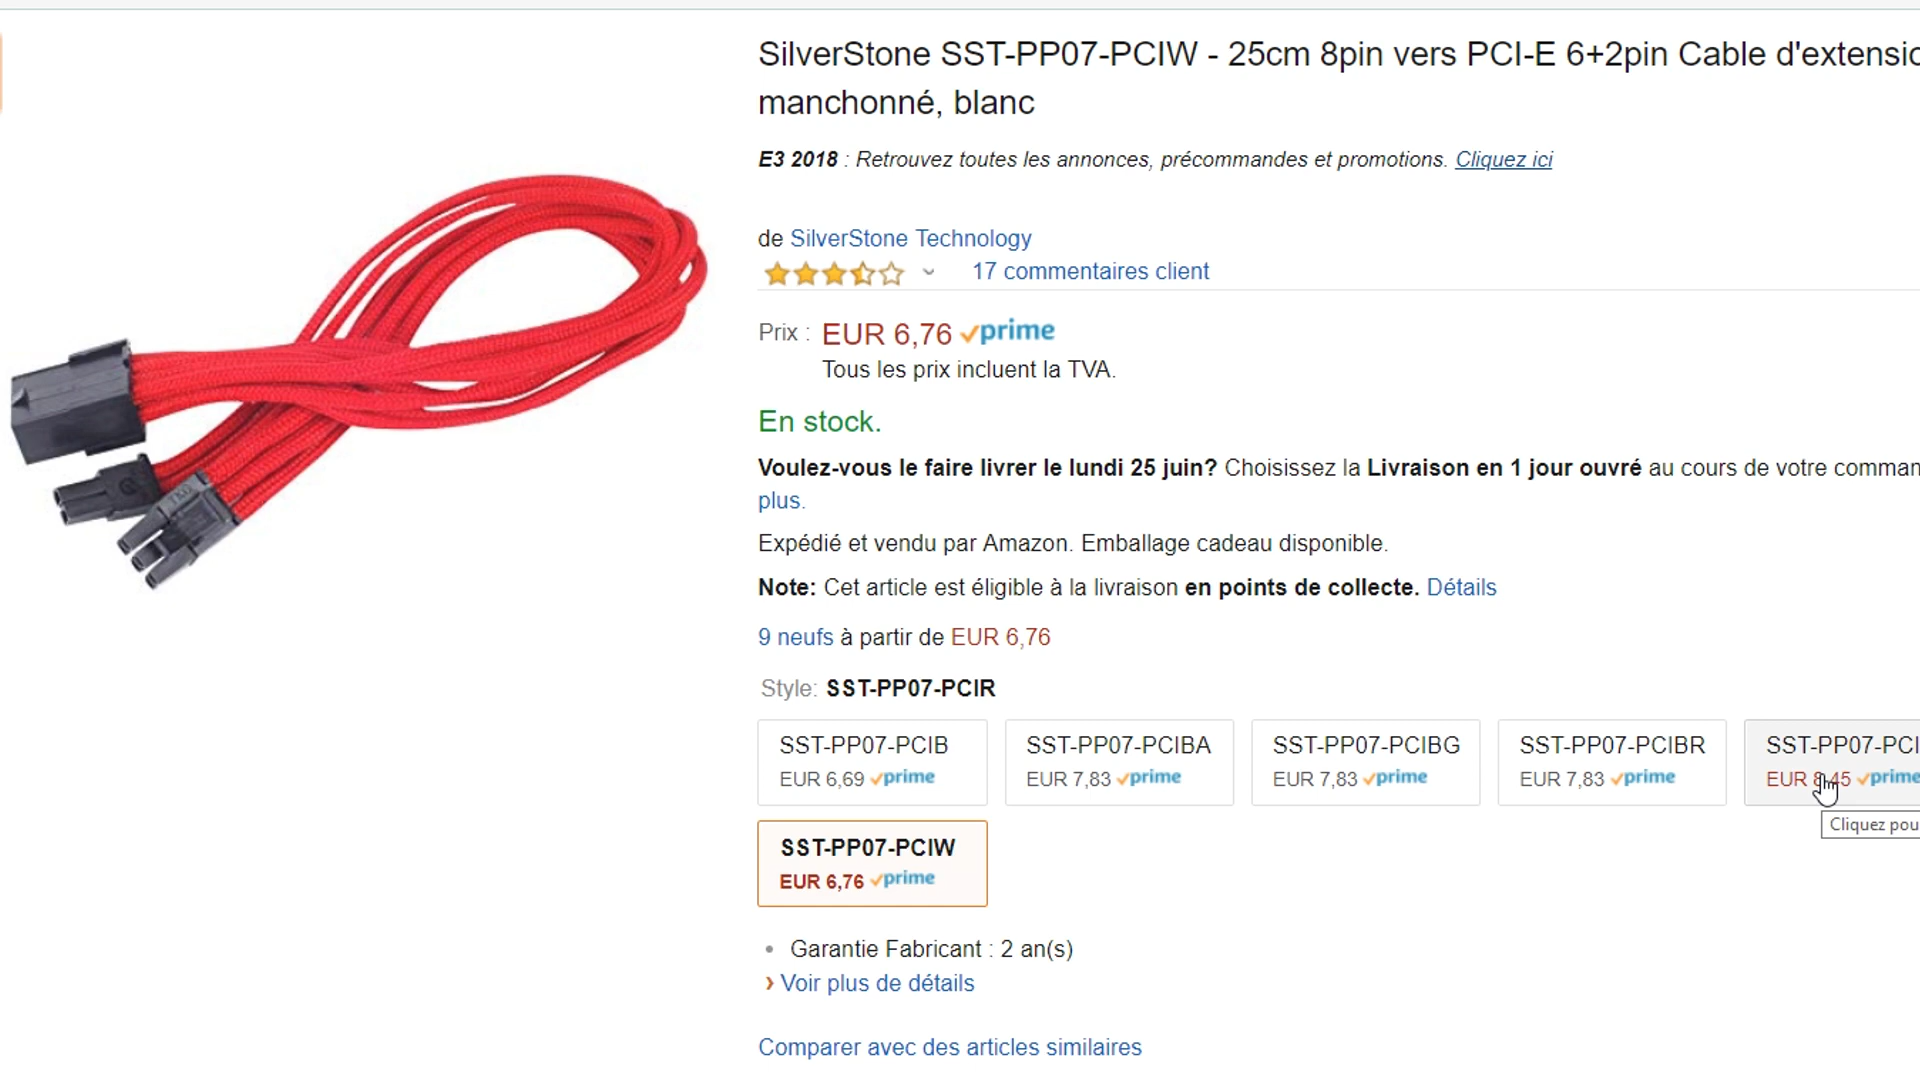 SilverStone SST-PP07-PCIW - 25cm 8pin vers PCI-E 6+2pin Cable d'extensio
manchonné, blanc
E3 2018 : Retrouvez toutes les annonces, précommandes et promotions. Cliquez ici
de SilverStone Technology
17 commentaires client
Prix : EUR 6,76 prime
Tous les prix incluent la TVA.
En stock.
Voulez-vous le faire livrer le lundi 25 juin? Choisissez la Livraison en 1 jour ouvré au cours de votre comman
plus.
Expédié et vendu par Amazon. Emballage cadeau disponible.
Note: Cet article est éligible à la livraison en points de collecte. Détails
9 neufs à partir de EUR 6,76
Style: SST-PP07-PCIR
SST-PP07-PCIB SST-PP07-PCIBA SST-PP07-PCIBG SST-PP07-PCIBR SST-PP07-PCI
EUR 6,69 prime EUR 7,83 prime EUR 7,83 prime EUR 7,83 prime EUR prime
Cliquez pou
SST-PP07-PCIW
EUR 6,76 prime
Garantie Fabricant : 2 an(s)
› Voir plus de détails
Comparer avec des articles similaires